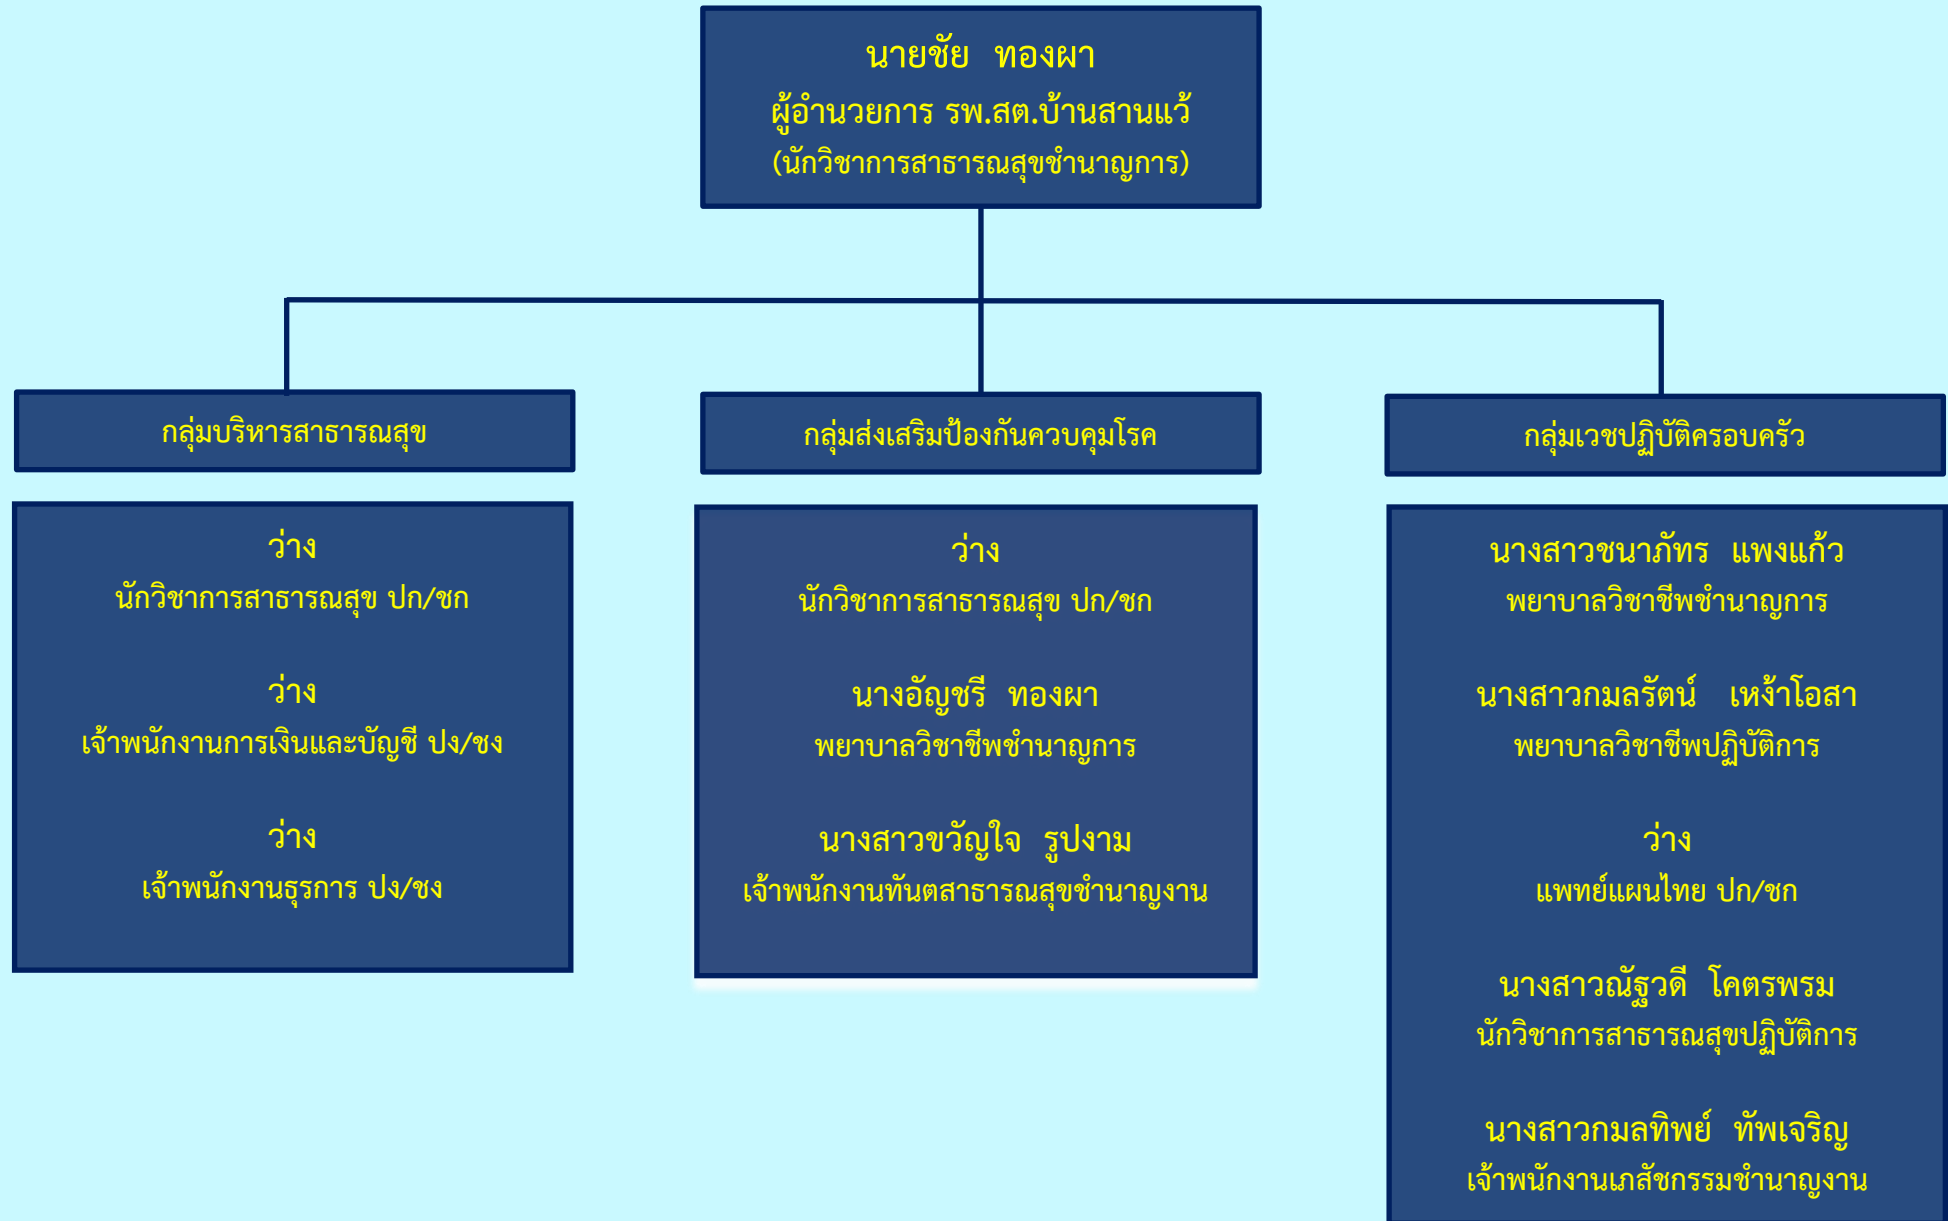 นายชัย ทองผา
ผู้อำนวยการ รพ.สต.บ้านสานแว้
(นักวิชาการสาธารณสุขชำนาญการ)
กลุ่มบริหารสาธารณสุข
ว่าง
นักวิชาการสาธารณสุข ปก/ชก
ว่าง
เจ้าพนักงานการเงินและบัญชี ปง/ชง
ว่าง
เจ้าพนักงานธุรการ ปง/ชง
กลุ่มส่งเสริมป้องกันควบคุมโรค
ว่าง
นักวิชาการสาธารณสุข ปก/ชก
นางอัญชรี ทองผา
พยาบาลวิชาชีพชำนาญการ
นางสาวขวัญใจ รูปงาม
เจ้าพนักงานทันตสาธารณสุขชำนาญงาน
กลุ่มเวชปฏิบัติครอบครัว
นางสาวชนาภัทร แพงแก้ว
พยาบาลวิชาชีพชำนาญการ
นางสาวกมลรัตน์ เหง้าโอสา
พยาบาลวิชาชีพปฏิบัติการ
ว่าง
แพทย์แผนไทย ปก/ชก
นางสาวณัฐวดี โคตรพรม
นักวิชาการสาธารณสุขปฏิบัติการ
นางสาวกมลทิพย์ ทัพเจริญ
เจ้าพนักงานเภสัชกรรมชำนาญงาน